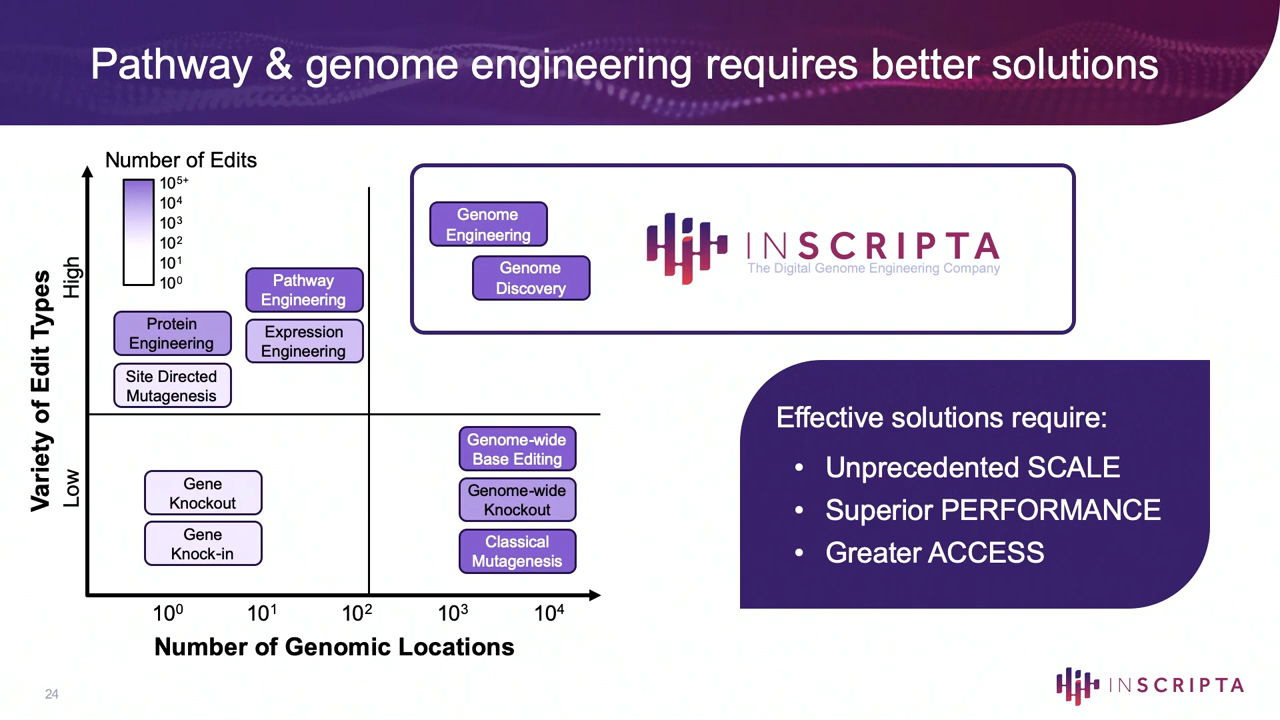 Pathway & genome engineering requires better solutions
Number of Edits
10⁵⁺
10⁴
10³
10²
10¹
10⁰
Variety of Edit Types
High
Low
Pathway
Engineering
Protein
Engineering
Expression
Engineering
Site Directed
Mutagenesis
Genome
Engineering
Genome
Discovery
INSCRIPTA
The Digital Genome Engineering Company
Gene
Knockout
Gene
Knock-in
Genome-wide
Base Editing
Genome-wide
Knockout
Classical
Mutagenesis
10⁰ 10¹ 10² 10³ 10⁴
Number of Genomic Locations
Effective solutions require:
• Unprecedented SCALE
• Superior PERFORMANCE
• Greater ACCESS
24
INSCRIPTA